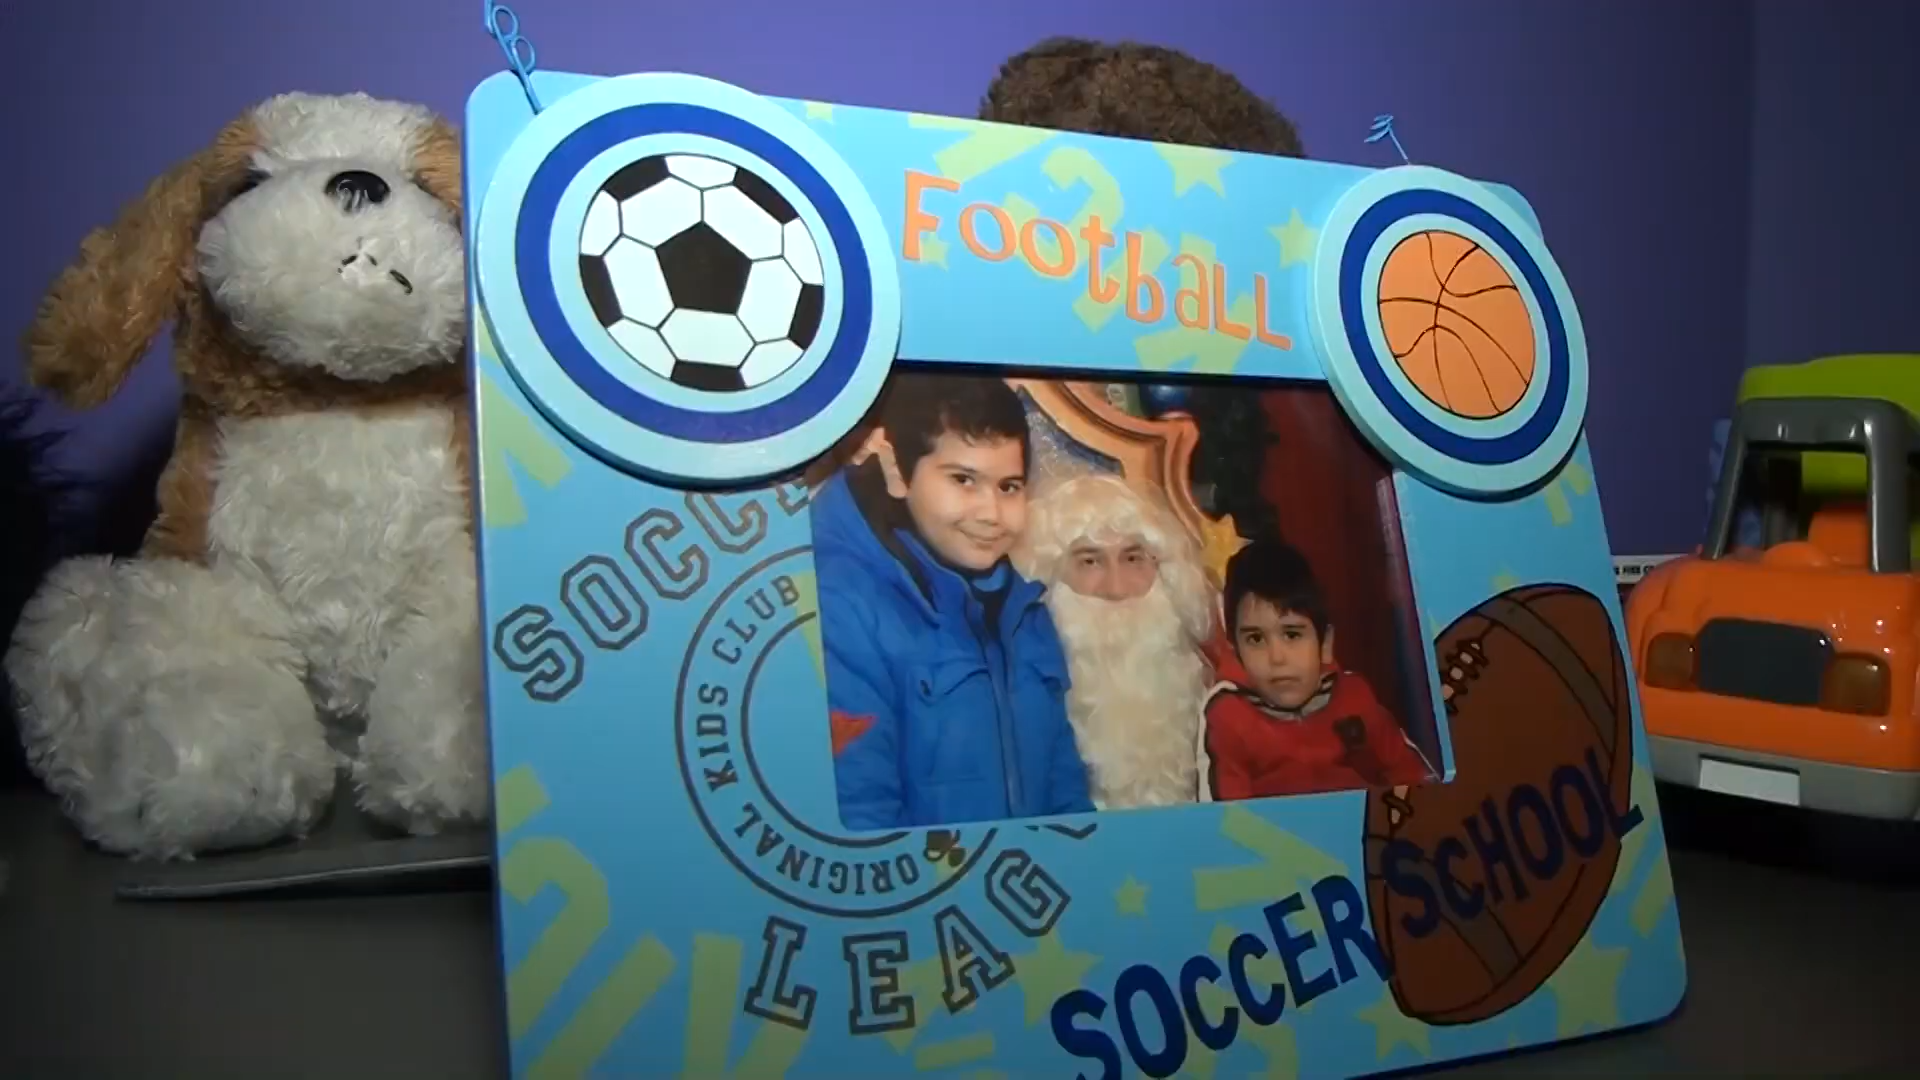 Football
SOCCE
ORIGINAL KIDS CLUB
LEAG
SOCCER SCHOOL